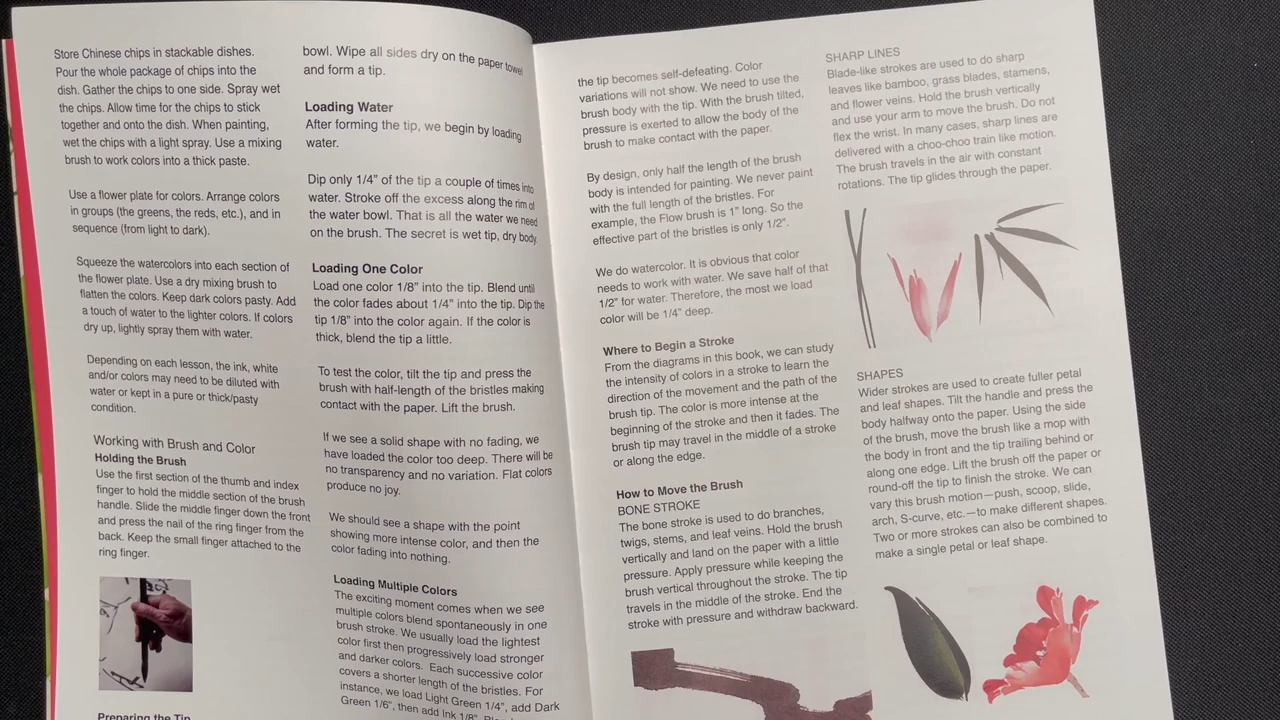 Store Chinese chips in stackable dishes.
Pour the whole package of chips into the
dish. Gather the chips to one side. Spray wet
the chips. Allow time for the chips to stick
together and onto the dish. When painting,
wet the chips with a light spray. Use a mixing
brush to work colors into a thick paste.
Use a flower plate for colors. Arrange colors
in groups (the greens, the reds, etc.), and in
sequence (from light to dark).
Squeeze the watercolors into each section of
the flower plate. Use a dry mixing brush to
flatten the colors. Keep dark colors pasty. Add
a touch of water to the lighter colors. If colors
dry up, lightly spray them with water.
Depending on each lesson, the ink, white
and/or colors may need to be diluted with
water or kept in a pure or thick/pasty
condition.
Working with Brush and Color
Holding the Brush
Use the first section of the thumb and index
finger to hold the middle section of the brush
handle. Slide the middle finger down the front
and press the nail of the ring finger from the
back. Keep the small finger attached to the
ring finger.
Preparing the Tip
bowl. Wipe all sides dry on the paper towel
and form a tip.
Loading Water
After forming the tip, we begin by loading
water.
Dip only 1/4" of the tip a couple of times into
water. Stroke off the excess along the rim of
the water bowl. That is all the water we need
on the brush. The secret is wet tip, dry body.
Loading One Color
Load one color 1/8" into the tip. Blend until
the color fades about 1/4" into the tip. Dip the
tip 1/8" into the color again. If the color is
thick, blend the tip a little.
To test the color, tilt the tip and press the
brush with half-length of the bristles making
contact with the paper. Lift the brush.
If we see a solid shape with no fading, we
have loaded the color too deep. There will be
no transparency and no variation. Flat colors
produce no joy.
We should see a shape with the point
showing more intense color, and then the
color fading into nothing.
Loading Multiple Colors
The exciting moment comes when we see
multiple colors blend spontaneously in one
brush stroke. We usually load the lightest
color first then progressively load stronger
and darker colors. Each successive color
covers a shorter length of the bristles. For
instance, we load Light Green 1/4", add Dark
Green 1/6", then add Ink 1/8".
the tip becomes self-defeating. Color
variations will not show. We need to use the
brush body with the tip. With the brush tilted,
pressure is exerted to allow the body of the
brush to make contact with the paper.
By design, only half the length of the brush
body is intended for painting. We never paint
with the full length of the bristles. For
example, the Flow brush is 1" long. So the
effective part of the bristles is only 1/2".
We do watercolor. It is obvious that color
needs to work with water. We save half of that
1/2" for water. Therefore, the most we load
color will be 1/4" deep.
Where to Begin a Stroke
From the diagrams in this book, we can study
the intensity of colors in a stroke to learn the
direction of the movement and the path of the
brush tip. The color is more intense at the
beginning of the stroke and then it fades. The
brush tip may travel in the middle of a stroke
or along the edge.
How to Move the Brush
BONE STROKE
The bone stroke is used to do branches,
twigs, stems, and leaf veins. Hold the brush
vertically and land on the paper with a little
pressure. Apply pressure while keeping the
brush vertical throughout the stroke. The tip
travels in the middle of the stroke. End the
stroke with pressure and withdraw backward.
SHARP LINES
Blade-like strokes are used to do sharp
leaves like bamboo, grass blades, stamens,
and flower veins. Hold the brush vertically
and use your arm to move the brush. Do not
flex the wrist. In many cases, sharp lines are
delivered with a choo-choo train like motion.
The brush travels in the air with constant
rotations. The tip glides through the paper.
SHAPES
Wider strokes are used to create fuller petal
and leaf shapes. Tilt the handle and press the
body halfway onto the paper. Using the side
of the brush, move the brush like a mop with
the body in front and the tip trailing behind or
along one edge. Lift the brush off the paper or
round-off the tip to finish the stroke. We can
vary this brush motion—push, scoop, slide,
arch, S-curve, etc.—to make different shapes.
Two or more strokes can also be combined to
make a single petal or leaf shape.